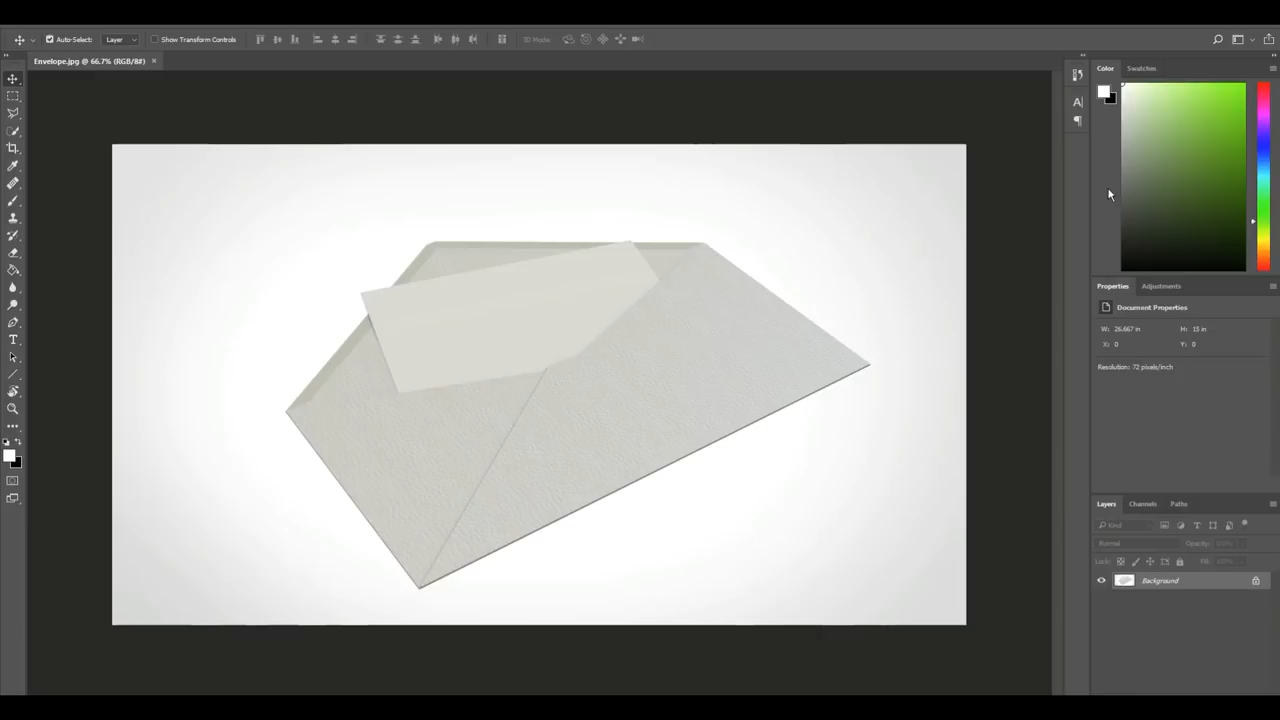 Auto-Select: Layer Show Transform Controls 3D Mode:
Envelope.jpg @ 66.7% (RGB/8#) ×
Color Swatches
A|
¶
Properties Adjustments
Document Properties
W: 26.667 in H: 15 in
X: 0 Y: 0
Resolution: 72 pixels/inch
Layers Channels Paths
Kind
Normal Opacity: 100%
Lock: Fill: 100%
Background